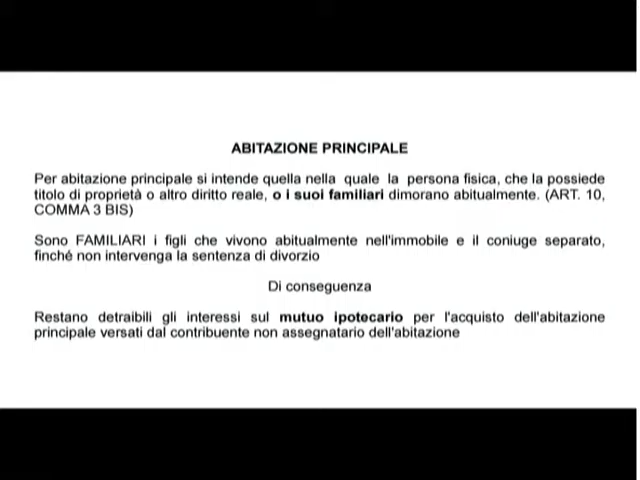 ABITAZIONE PRINCIPALE
Per abitazione principale si intende quella nella quale la persona fisica, che la possiede
titolo di proprietà o altro diritto reale, o i suoi familiari dimorano abitualmente. (ART. 10,
COMMA 3 BIS)
Sono FAMILIARI i figli che vivono abitualmente nell'immobile e il coniuge separato,
finché non intervenga la sentenza di divorzio
Di conseguenza
Restano detraibili gli interessi sul mutuo ipotecario per l'acquisto dell'abitazione
principale versati dal contribuente non assegnatario dell'abitazione